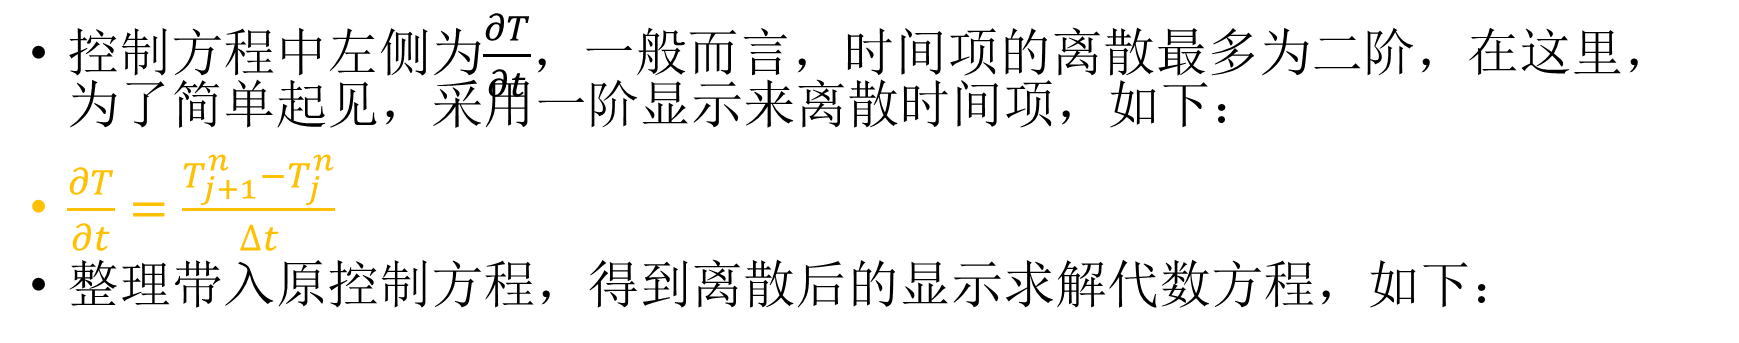 • 控制方程中左侧为∂T/∂t，一般而言，时间项的离散最多为二阶，在这里，
为了简单起见，采用一阶显示来离散时间项，如下：
• ∂T/∂t = (T_{j+1}^n − T_j^n)/Δt
• 整理带入原控制方程，得到离散后的显示求解代数方程，如下：